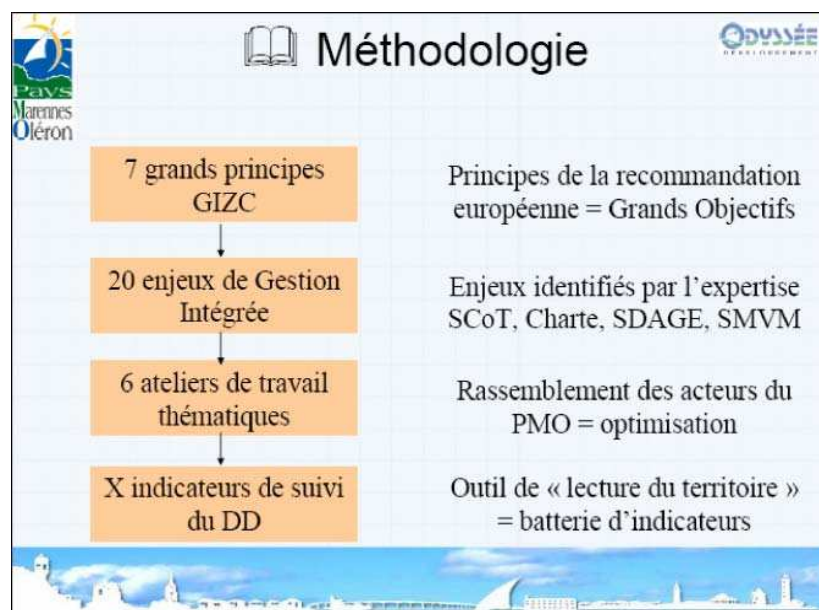 Méthodologie
ODYSSÉE
DÉVELOPPEMENT
Pays
Marennes
Oléron
7 grands principes
GIZC
Principes de la recommandation
européenne = Grands Objectifs
20 enjeux de Gestion
Intégrée
Enjeux identifiés par l'expertise
SCoT, Charte, SDAGE, SMVM
6 ateliers de travail
thématiques
Rassemblement des acteurs du
PMO = optimisation
X indicateurs de suivi
du DD
Outil de « lecture du territoire »
= batterie d'indicateurs